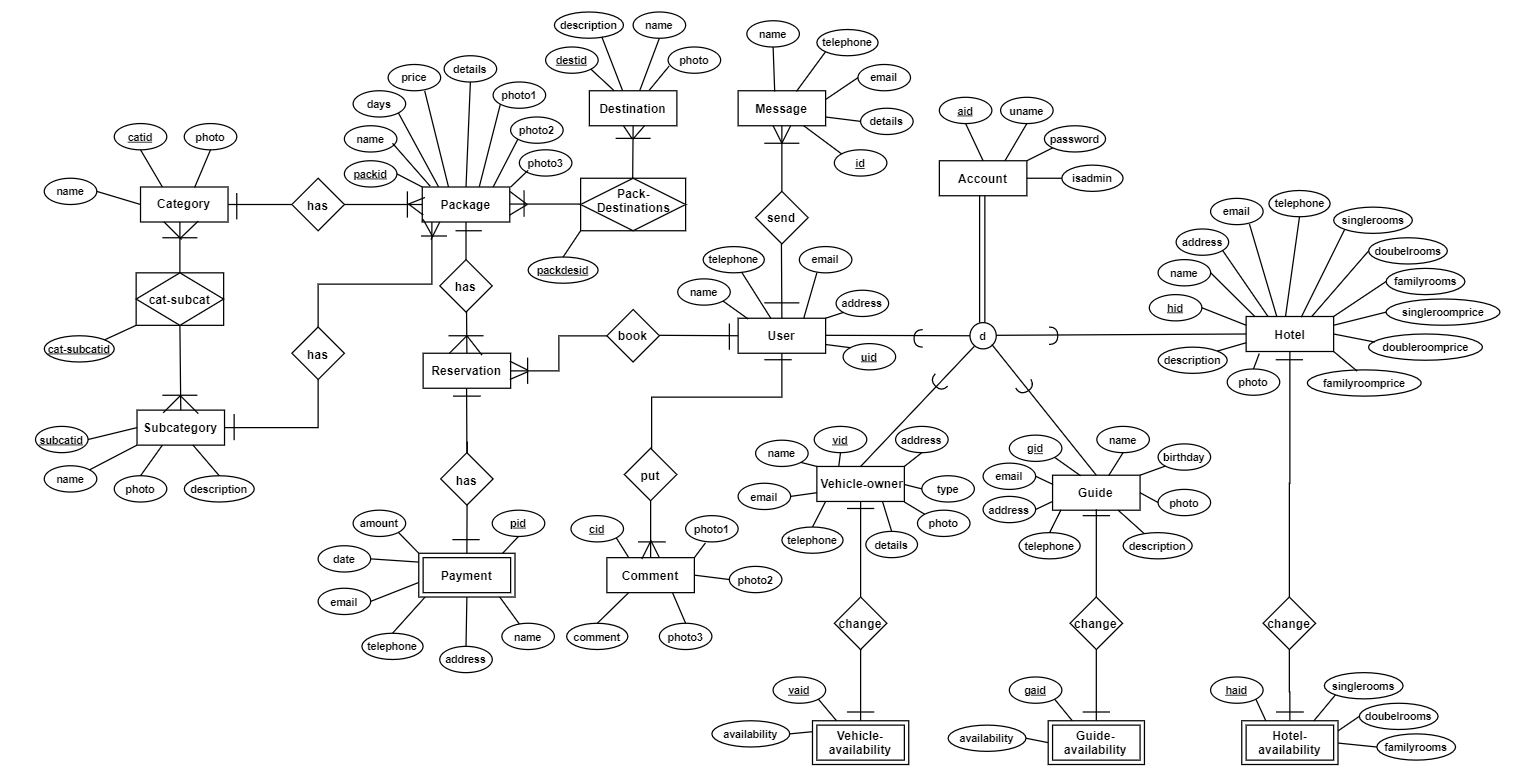 description
name
destid
photo
Destination
name
telephone
email
details
Message
id
price
details
days
photo1
name
photo2
packid
photo3
Package
catid
photo
name
Category
has
Pack-
Destinations
packdesid
aid
uname
password
isadmin
Account
send
telephone
email
name
address
User
uid
has
cat-subcat
cat-subcatid
has
book
Reservation
d
email
telephone
singlerooms
address
doubelrooms
name
familyrooms
hid
singleroomprice
Hotel
doubleroomprice
description
photo
familyroomprice
subcatid
Subcategory
name
photo
description
has
put
name
vid
address
Vehicle-owner
type
email
photo
telephone
details
gid
name
birthday
email
Guide
photo
address
telephone
description
amount
pid
date
Payment
email
telephone
address
name
cid
photo1
Comment
photo2
comment
photo3
change
change
change
vaid
availability
Vehicle-
availability
gaid
availability
Guide-
availability
haid
singlerooms
doubelrooms
Hotel-
availability
familyrooms